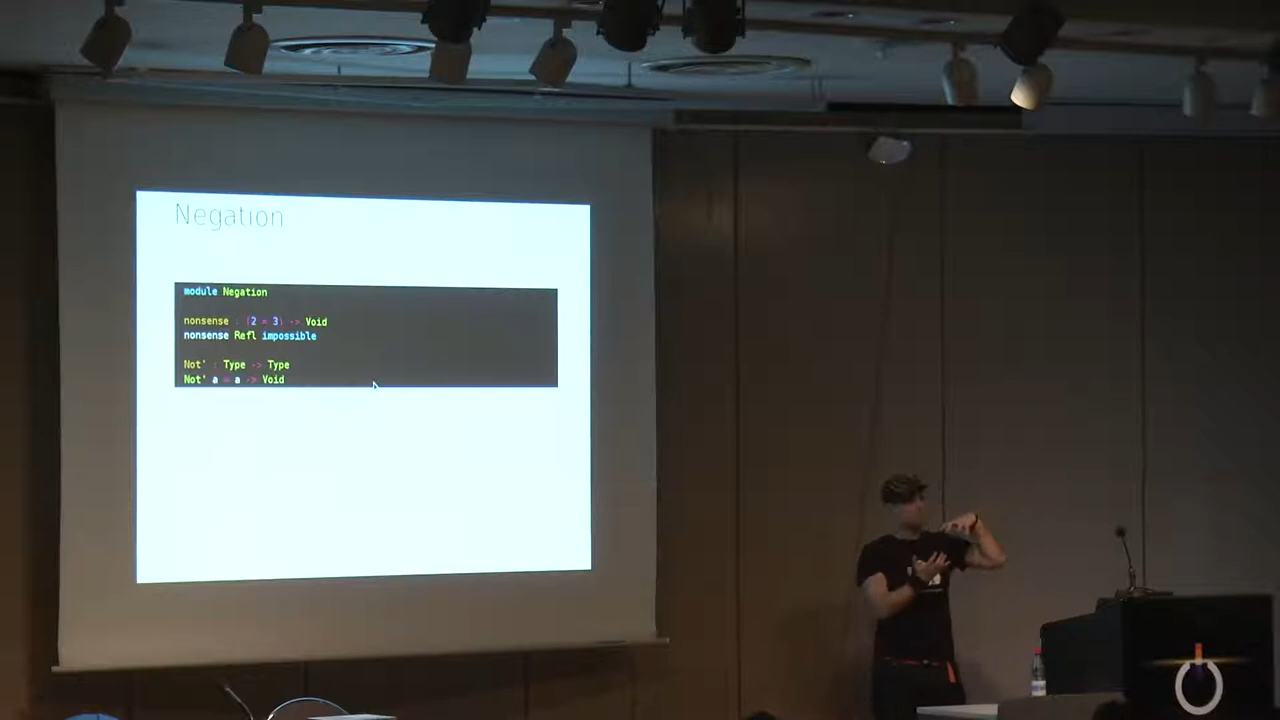 Negation
module Negation
nonsense : (2 = 3) -> Void
nonsense Refl impossible
Not' : Type -> Type
Not' a = a -> Void